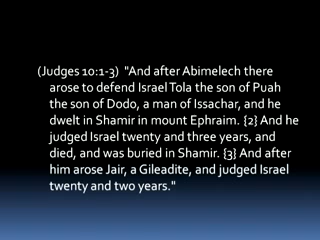 (Judges 10:1-3)  "And after Abimelech there
arose to defend Israel Tola the son of Puah
the son of Dodo, a man of Issachar, and he
dwelt in Shamir in mount Ephraim. {2} And he
judged Israel twenty and three years, and
died, and was buried in Shamir. {3} And after
him arose Jair, a Gileadite, and judged Israel
twenty and two years."